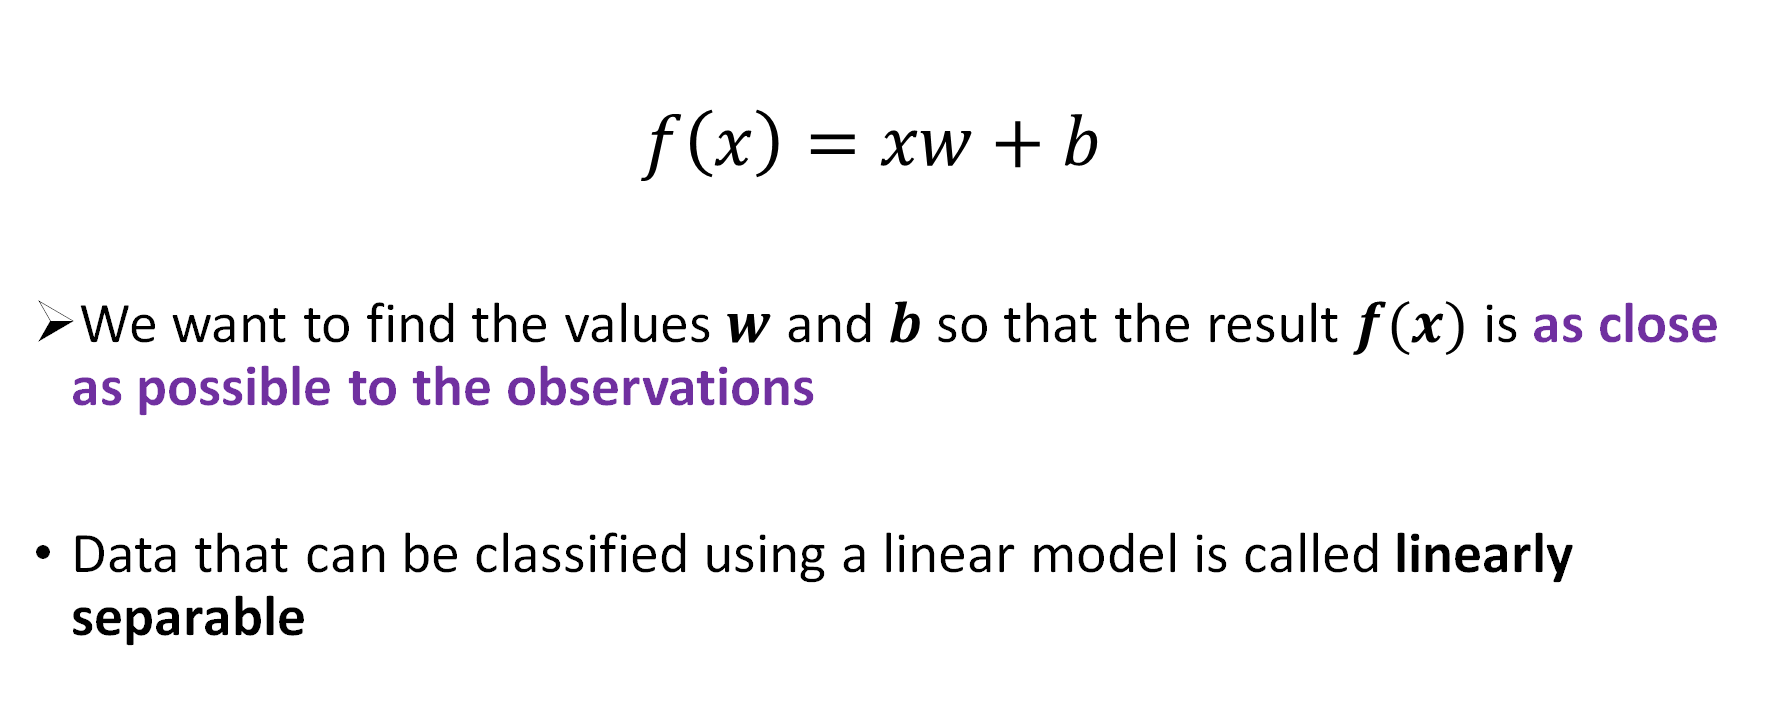 f(x) = xw + b
➢We want to find the values w and b so that the result f(x) is as close
as possible to the observations
• Data that can be classified using a linear model is called linearly
separable